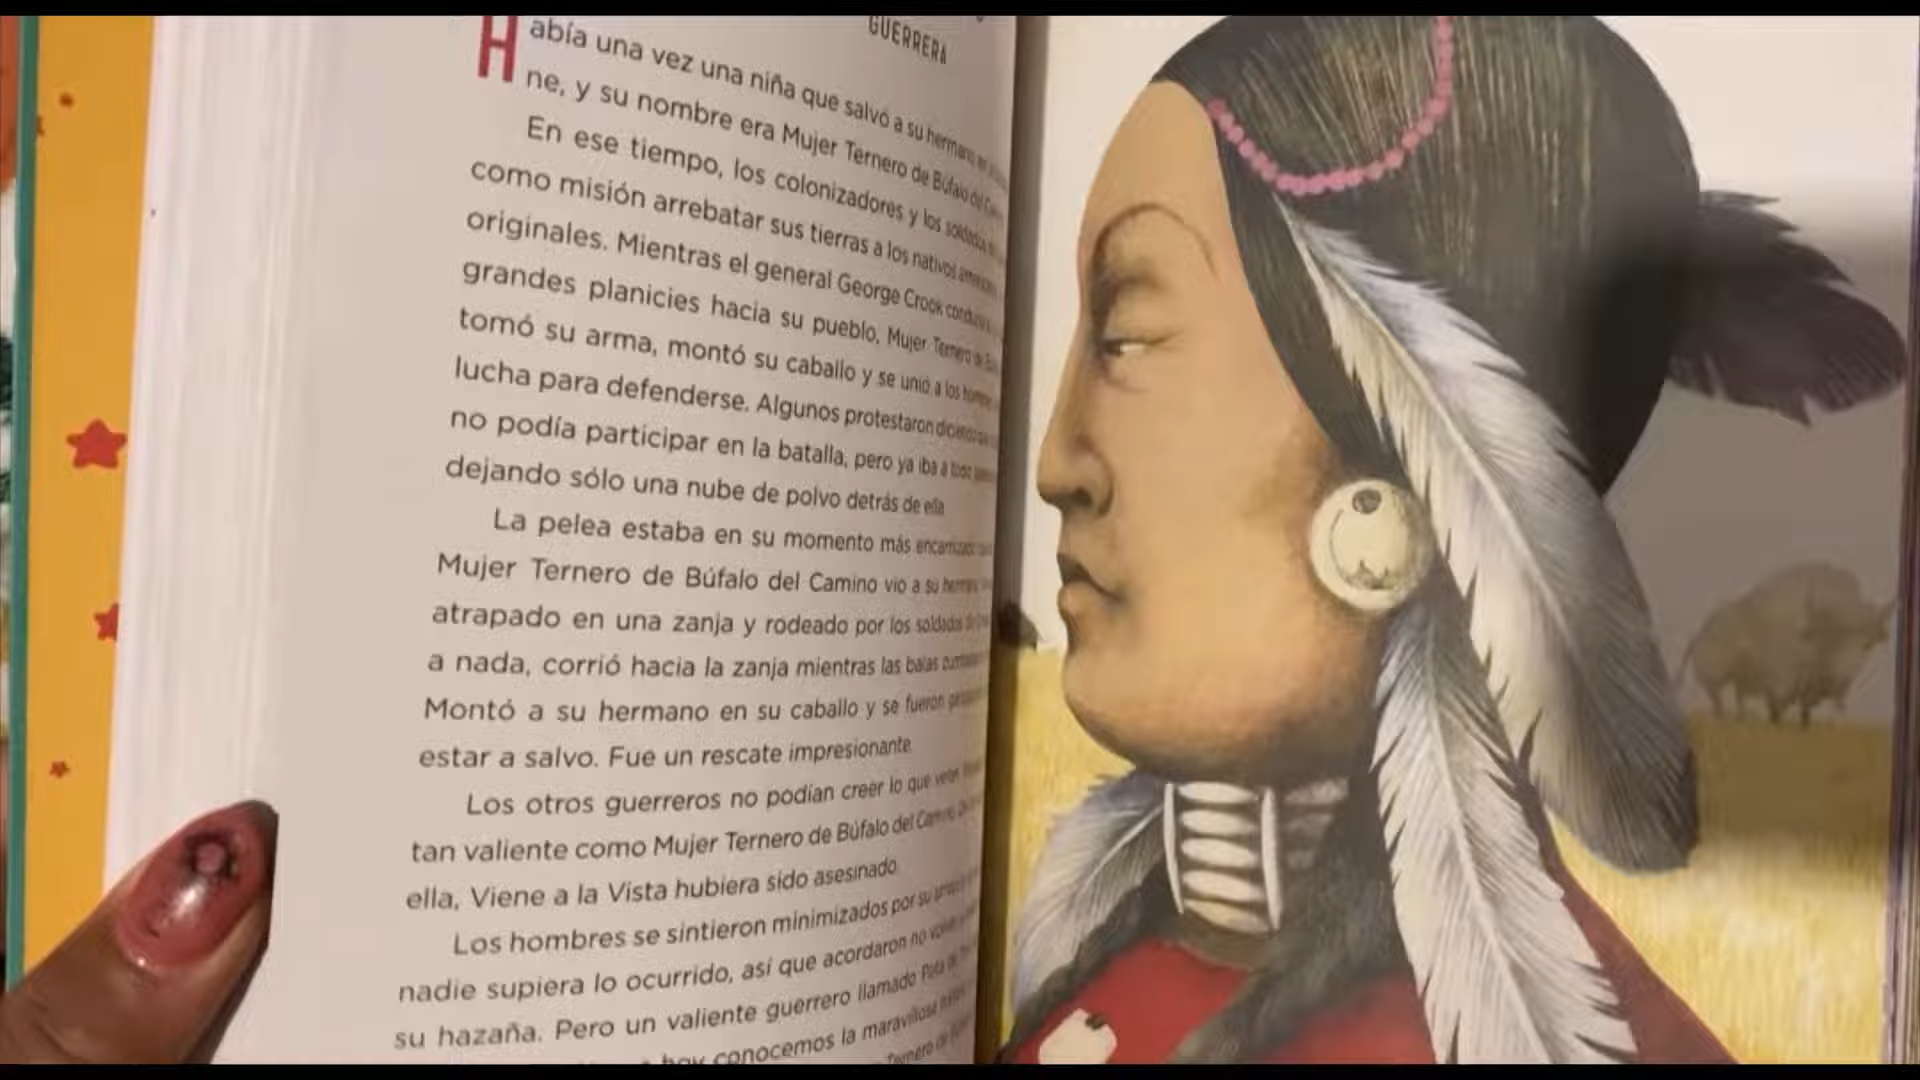 GUERRERA
Había una vez una niña que salvó a su hermano
ne, y su nombre era Mujer Ternero de Búfalo del
En ese tiempo, los colonizadores y los soldados
como misión arrebatar sus tierras a los nativos
originales. Mientras el general George Crook
grandes planicies hacia su pueblo, Mujer Ternero de
tomó su arma, montó su caballo y se unió a los
lucha para defenderse. Algunos protestaron
no podía participar en la batalla, pero ya iba a todo
dejando sólo una nube de polvo detrás de ella
La pelea estaba en su momento más encarnizado
Mujer Ternero de Búfalo del Camino vio a su
atrapado en una zanja y rodeado por los soldados
a nada, corrió hacia la zanja mientras las balas
Montó a su hermano en su caballo y se fueron
estar a salvo. Fue un rescate impresionante
Los otros guerreros no podían creer lo que
tan valiente como Mujer Ternero de Búfalo del Camino
ella, Viene a la Vista hubiera sido asesinado
Los hombres se sintieron minimizados por su
nadie supiera lo ocurrido, así que acordaron no
su hazaña. Pero un valiente guerrero llamado
hoy conocemos la maravillosa
Ternero de